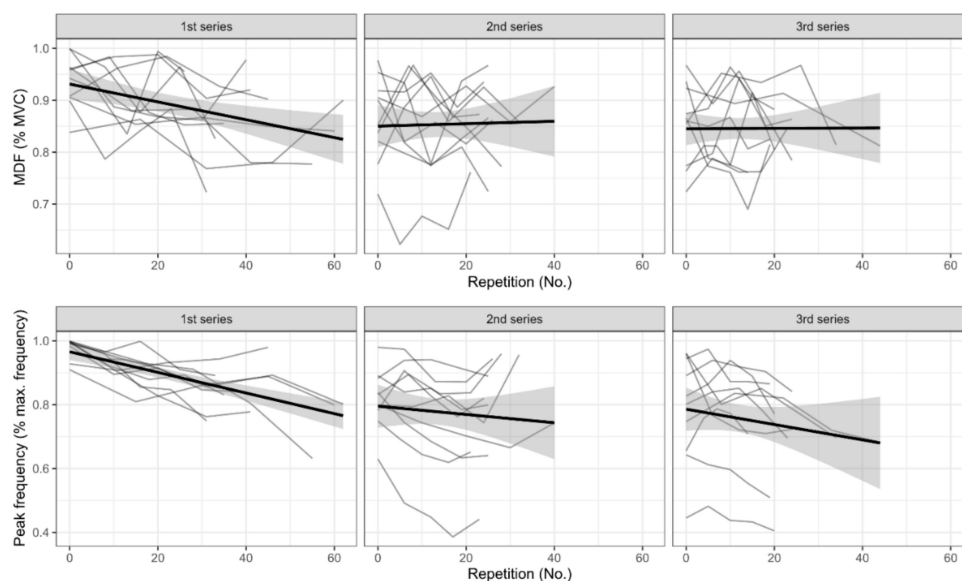 1st series 2nd series 3rd series
MDF (% MVC)
1.0
0.9
0.8
0.7
0 20 40 60 0 20 40 60 0 20 40 60
Repetition (No.)
1st series 2nd series 3rd series
Peak frequency (% max. frequency)
1.0
0.8
0.6
0.4
0 20 40 60 0 20 40 60 0 20 40 60
Repetition (No.)